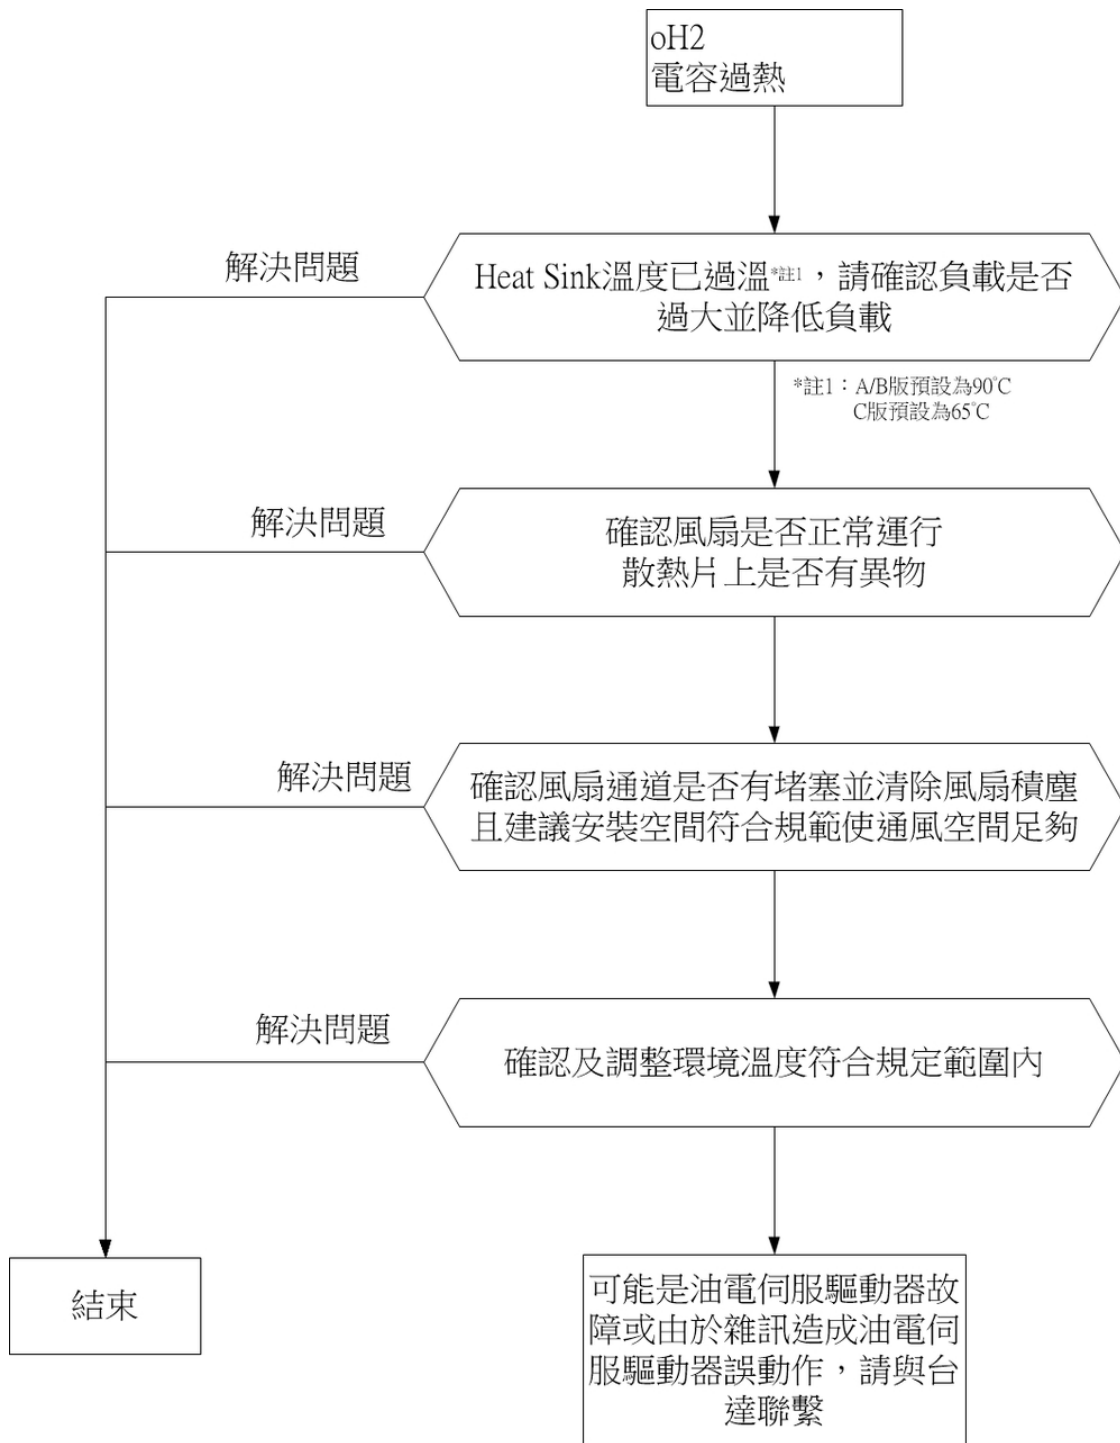 oH2
電容過熱
解決問題
Heat Sink溫度已過溫*註1，請確認負載是否
過大並降低負載
*註1：A/B版預設為90℃
C版預設為65℃
解決問題
確認風扇是否正常運行
散熱片上是否有異物
解決問題
確認風扇通道是否有堵塞並清除風扇積塵
且建議安裝空間符合規範使通風空間足夠
解決問題
確認及調整環境溫度符合規定範圍內
結束
可能是油電伺服驅動器故
障或由於雜訊造成油電伺
服驅動器誤動作，請與台
達聯繫